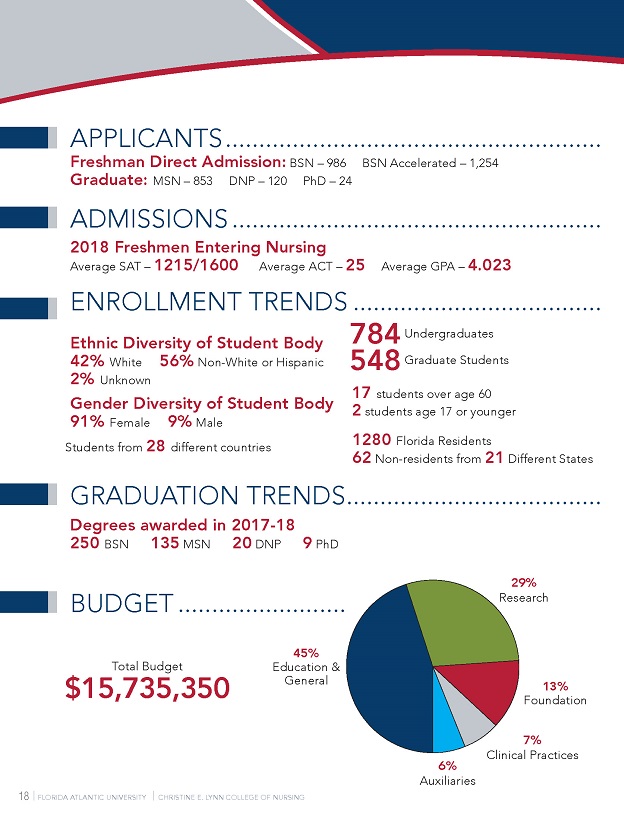 APPLICANTS
Freshman Direct Admission: BSN – 986 BSN Accelerated – 1,254
Graduate: MSN – 853 DNP – 120 PhD – 24
ADMISSIONS
2018 Freshmen Entering Nursing
Average SAT – 1215/1600 Average ACT – 25 Average GPA – 4.023
ENROLLMENT TRENDS
Ethnic Diversity of Student Body
42% White 56% Non-White or Hispanic
2% Unknown
Gender Diversity of Student Body
91% Female 9% Male
Students from 28 different countries
784 Undergraduates
548 Graduate Students
17 students over age 60
2 students age 17 or younger
1280 Florida Residents
62 Non-residents from 21 Different States
GRADUATION TRENDS
Degrees awarded in 2017-18
250 BSN 135 MSN 20 DNP 9 PhD
BUDGET
Total Budget
$15,735,350
45%
Education &
General
29%
Research
13%
Foundation
7%
Clinical Practices
6%
Auxiliaries
18 | FLORIDA ATLANTIC UNIVERSITY | CHRISTINE E. LYNN COLLEGE OF NURSING